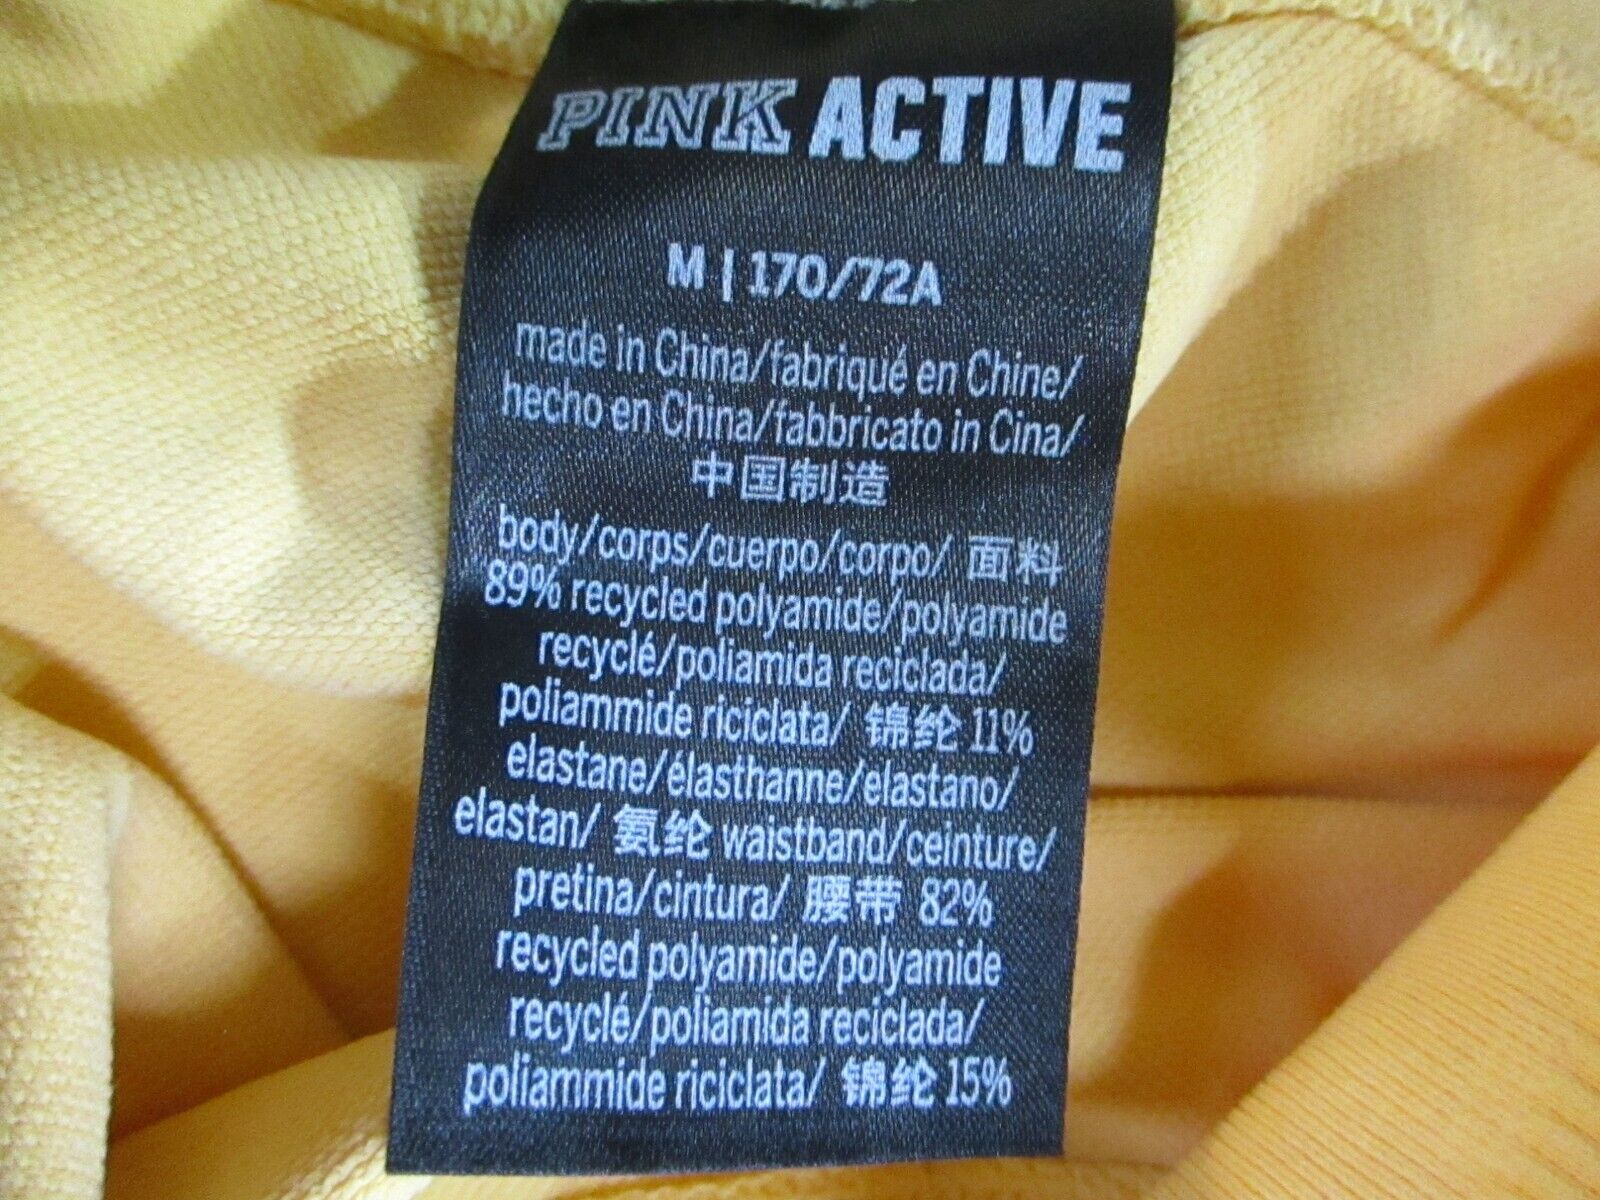 PINK ACTIVE
M | 170/72A
made in China/fabriqué en Chine/
hecho en China/fabbricato in Cina/
中国制造
body/corps/cuerpo/corpo/ 面料
89% recycled polyamide/polyamide
recyclé/poliamida reciclada/
poliammide riciclata/ 锦纶 11%
elastane/élasthanne/elastano/
elastan/ 氨纶 waistband/ceinture/
pretina/cintura/ 腰带 82%
recycled polyamide/polyamide
recyclé/poliamida reciclada/
poliammide riciclata/ 锦纶 15%